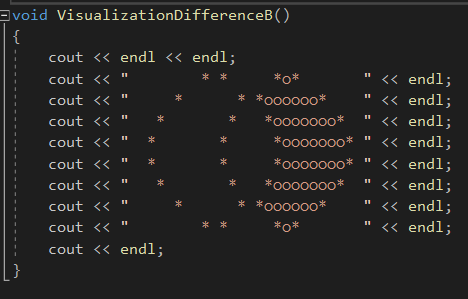 void VisualizationDifferenceB()
{
    cout << endl << endl;
    cout << "        * *     *o*       " << endl;
    cout << "     *      * *oooooo*    " << endl;
    cout << "   *       *   *ooooooo*  " << endl;
    cout << "  *       *     *ooooooo* " << endl;
    cout << "  *       *     *ooooooo* " << endl;
    cout << "   *       *   *ooooooo*  " << endl;
    cout << "     *      * *oooooo*    " << endl;
    cout << "        * *     *o*       " << endl;
    cout << endl;
}